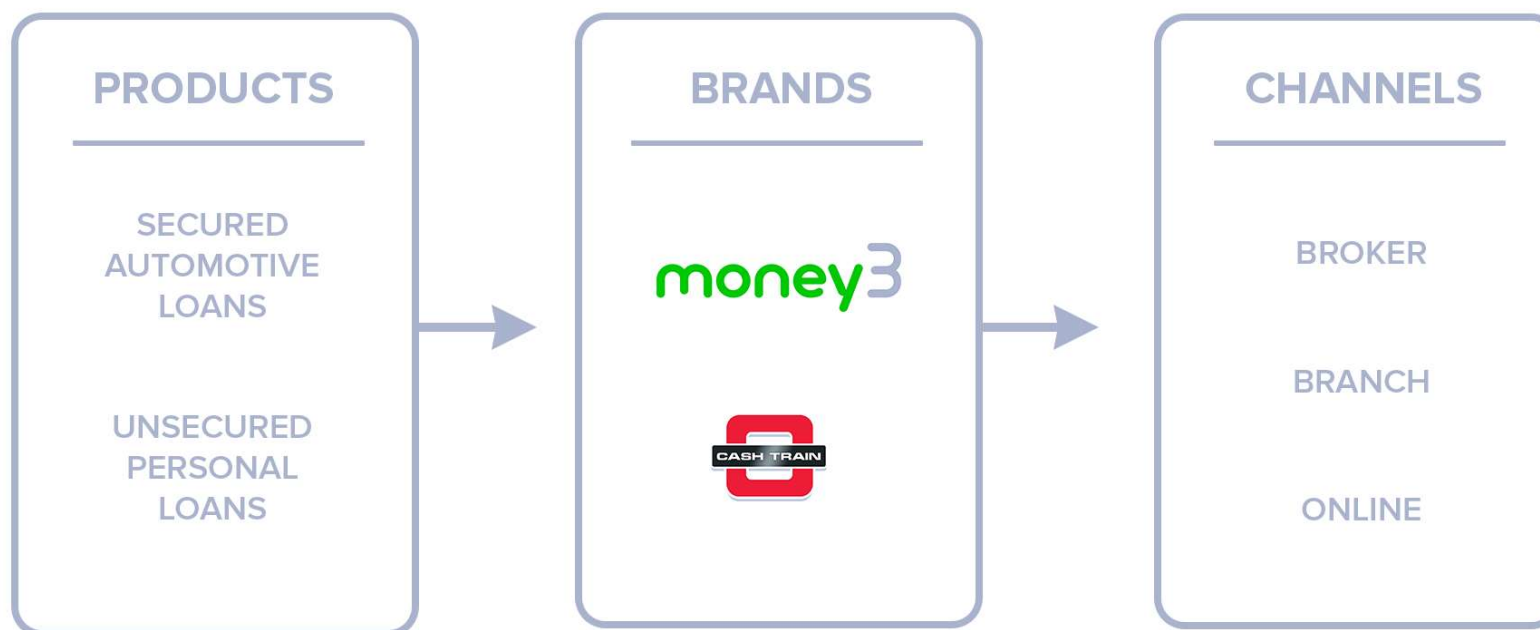 PRODUCTS
SECURED
AUTOMOTIVE
LOANS
UNSECURED
PERSONAL
LOANS
BRANDS
money3
CASH TRAIN
CHANNELS
BROKER
BRANCH
ONLINE